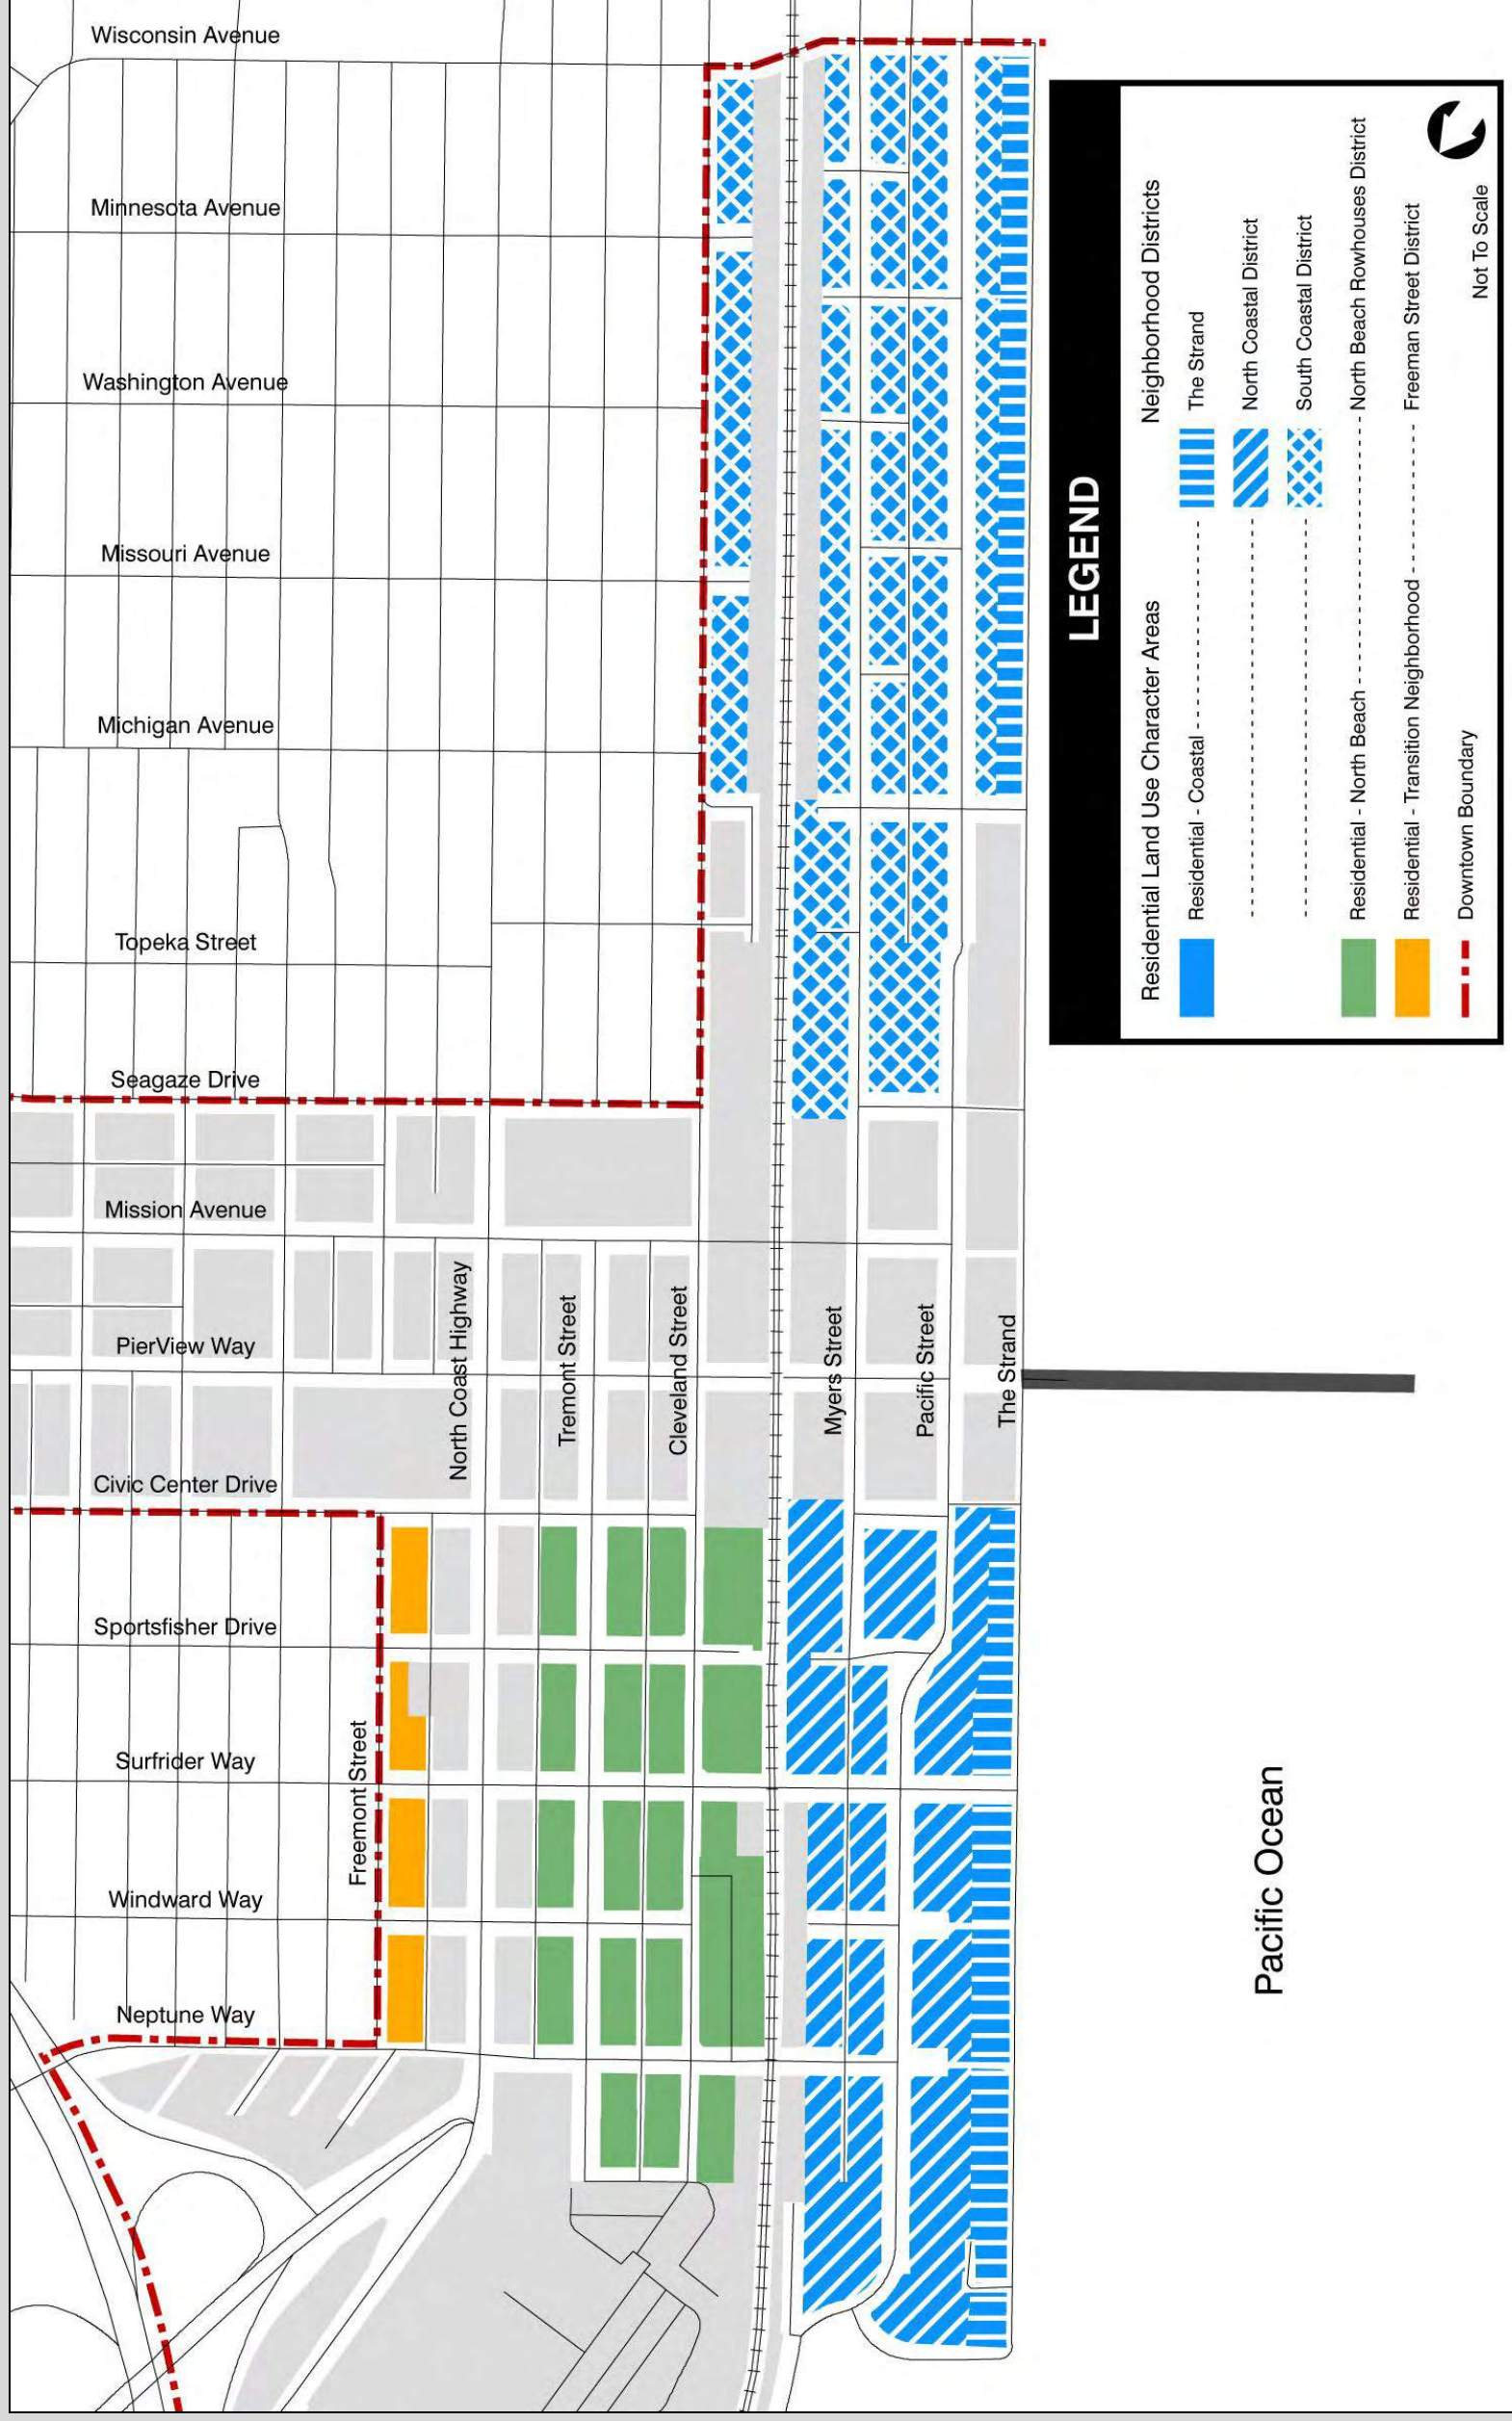 Wisconsin Avenue
Minnesota Avenue
Washington Avenue
Missouri Avenue
Michigan Avenue
Topeka Street
Seagaze Drive
Mission Avenue
PierView Way
Civic Center Drive
Sportsfisher Drive
Surfrider Way
Windward Way
Neptune Way
Freemont Street
North Coast Highway
Tremont Street
Cleveland Street
Myers Street
Pacific Street
The Strand
Pacific Ocean
LEGEND
Residential Land Use Character Areas
Neighborhood Districts
Residential - Coastal
The Strand
North Coastal District
South Coastal District
Residential - North Beach
North Beach Rowhouses District
Residential - Transition Neighborhood
Freeman Street District
Downtown Boundary
Not To Scale